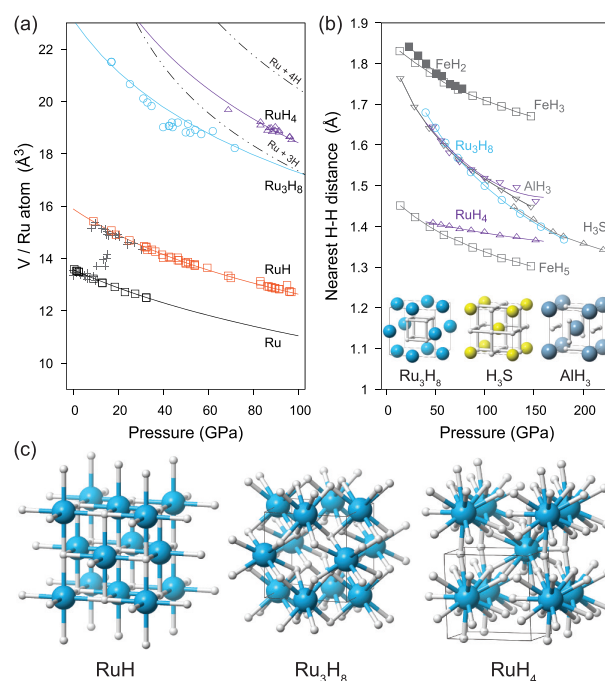 (a)
24
22
20
18
16
14
12
10
V / Ru atom (Å³)
Ru + 4H
RuH₄
Ru + 3H
Ru₃H₈
RuH
Ru
0 20 40 60 80 100
Pressure (GPa)
(b)
1.9
1.8
1.7
1.6
1.5
1.4
1.3
1.2
1.1
1
Nearest H-H distance (Å)
FeH₂
FeH₃
Ru₃H₈
AlH₃
RuH₄
H₃S
FeH₅
Ru₃H₈ H₃S AlH₃
0 50 100 150 200
Pressure (GPa)
(c)
RuH Ru₃H₈ RuH₄